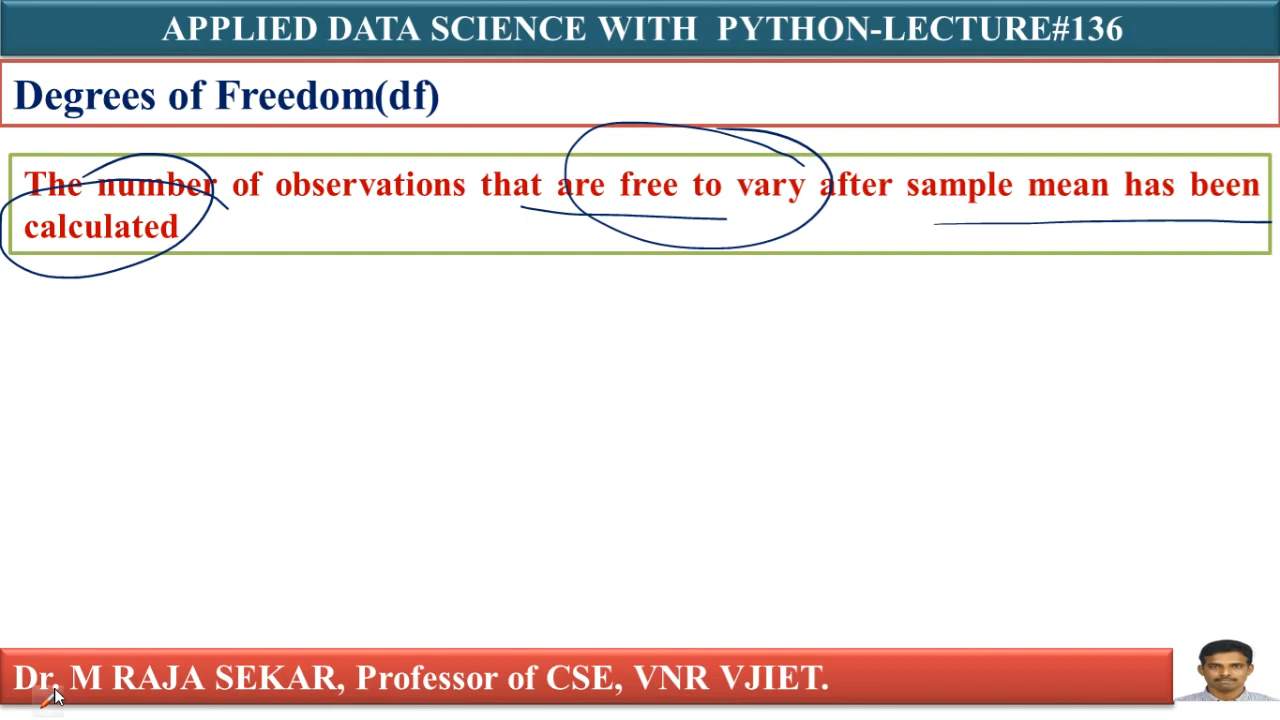 APPLIED DATA SCIENCE WITH PYTHON-LECTURE#136
Degrees of Freedom(df)
The number of observations that are free to vary after sample mean has been
calculated
Dr. M RAJA SEKAR, Professor of CSE, VNR VJIET.